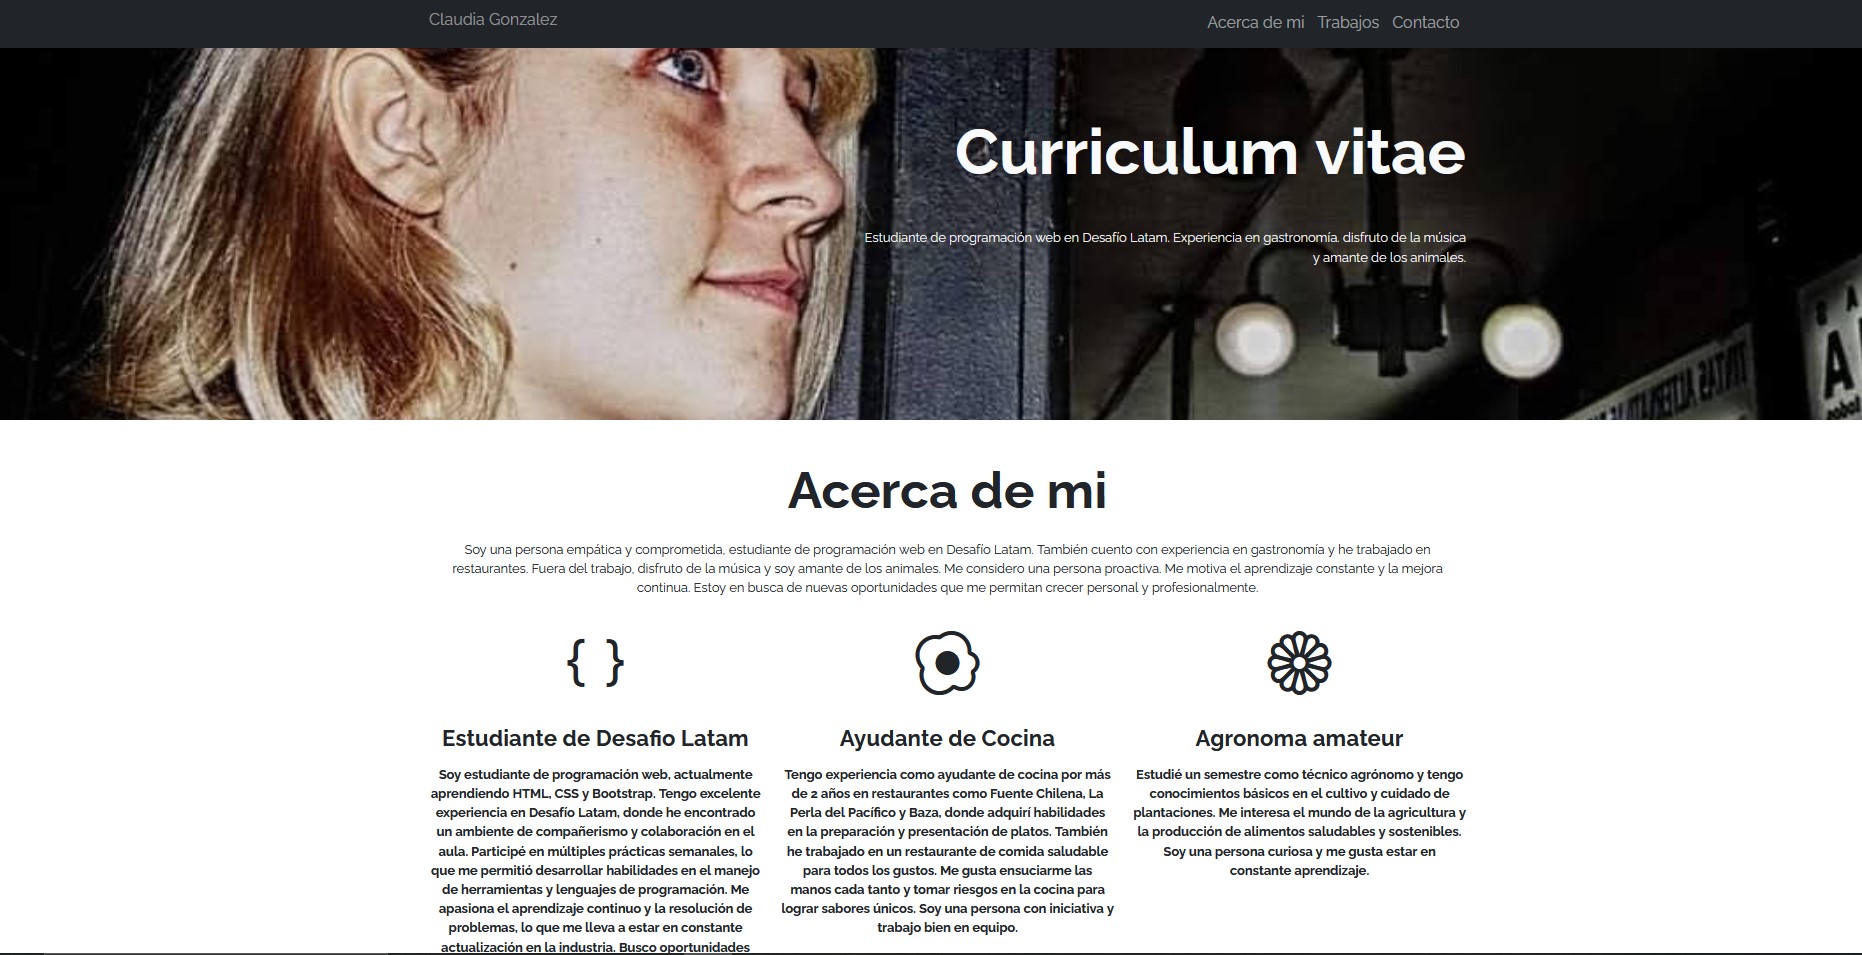 Claudia Gonzalez
Acerca de mi Trabajos Contacto
Curriculum vitae
Estudiante de programación web en Desafío Latam. Experiencia en gastronomía. disfruto de la música
y amante de los animales.
Acerca de mi
Soy una persona empática y comprometida, estudiante de programación web en Desafío Latam. También cuento con experiencia en gastronomía y he trabajado en
restaurantes. Fuera del trabajo, disfruto de la música y soy amante de los animales. Me considero una persona proactiva. Me motiva el aprendizaje constante y la mejora
continua. Estoy en busca de nuevas oportunidades que me permitan crecer personal y profesionalmente.
{ }
Estudiante de Desafio Latam
Soy estudiante de programación web, actualmente
aprendiendo HTML, CSS y Bootstrap. Tengo excelente
experiencia en Desafío Latam, donde he encontrado
un ambiente de compañerismo y colaboración en el
aula. Participé en múltiples prácticas semanales, lo
que me permitió desarrollar habilidades en el manejo
de herramientas y lenguajes de programación. Me
apasiona el aprendizaje continuo y la resolución de
problemas, lo que me lleva a estar en constante
actualización en la industria. Busco oportunidades
Ayudante de Cocina
Tengo experiencia como ayudante de cocina por más
de 2 años en restaurantes como Fuente Chilena, La
Perla del Pacífico y Baza, donde adquirí habilidades
en la preparación y presentación de platos. También
he trabajado en un restaurante de comida saludable
para todos los gustos. Me gusta ensuciarme las
manos cada tanto y tomar riesgos en la cocina para
lograr sabores únicos. Soy una persona con iniciativa y
trabajo bien en equipo.
Agronoma amateur
Estudié un semestre como técnico agrónomo y tengo
conocimientos básicos en el cultivo y cuidado de
plantaciones. Me interesa el mundo de la agricultura y
la producción de alimentos saludables y sostenibles.
Soy una persona curiosa y me gusta estar en
constante aprendizaje.